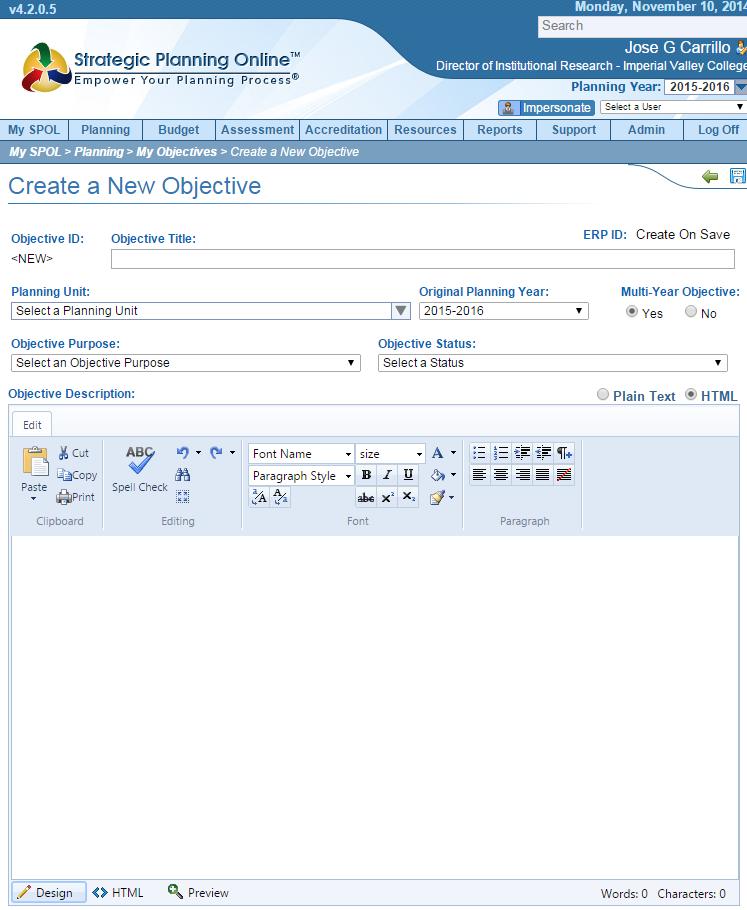 v4.2.0.5
Monday, November 10, 2014
Search
Strategic Planning Online™
Empower Your Planning Process®
Jose G Carrillo
Director of Institutional Research - Imperial Valley College
Planning Year: 2015-2016
Impersonate Select a User
My SPOL Planning Budget Assessment Accreditation Resources Reports Support Admin Log Off
My SPOL > Planning > My Objectives > Create a New Objective
Create a New Objective
Objective ID: Objective Title: ERP ID: Create On Save
<NEW>
Planning Unit: Original Planning Year: Multi-Year Objective:
Select a Planning Unit 2015-2016 Yes No
Objective Purpose: Objective Status:
Select an Objective Purpose Select a Status
Objective Description: Plain Text HTML
Edit
Paste Cut Copy Print
Clipboard
ABC
Spell Check
Editing
Font Name size A
Paragraph Style B I U
abc x² x₂
Font
Paragraph
Design HTML Preview Words: 0 Characters: 0